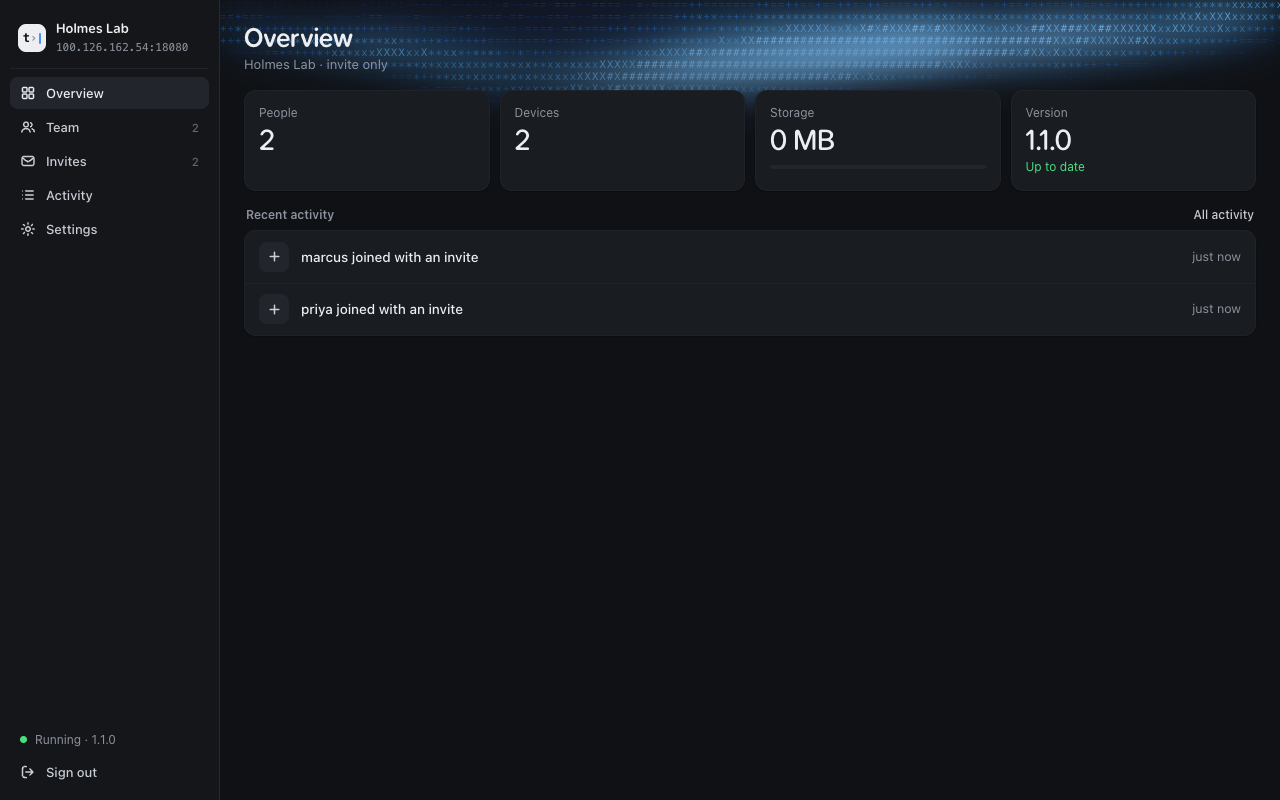 t›|
Holmes Lab
100.126.162.54:18080
Overview
Team 2
Invites 2
Activity
Settings
Running · 1.1.0
Sign out
Overview
Holmes Lab · invite only
People
2
Devices
2
Storage
0 MB
Version
1.1.0
Up to date
Recent activity
All activity
marcus joined with an invite
just now
priya joined with an invite
just now